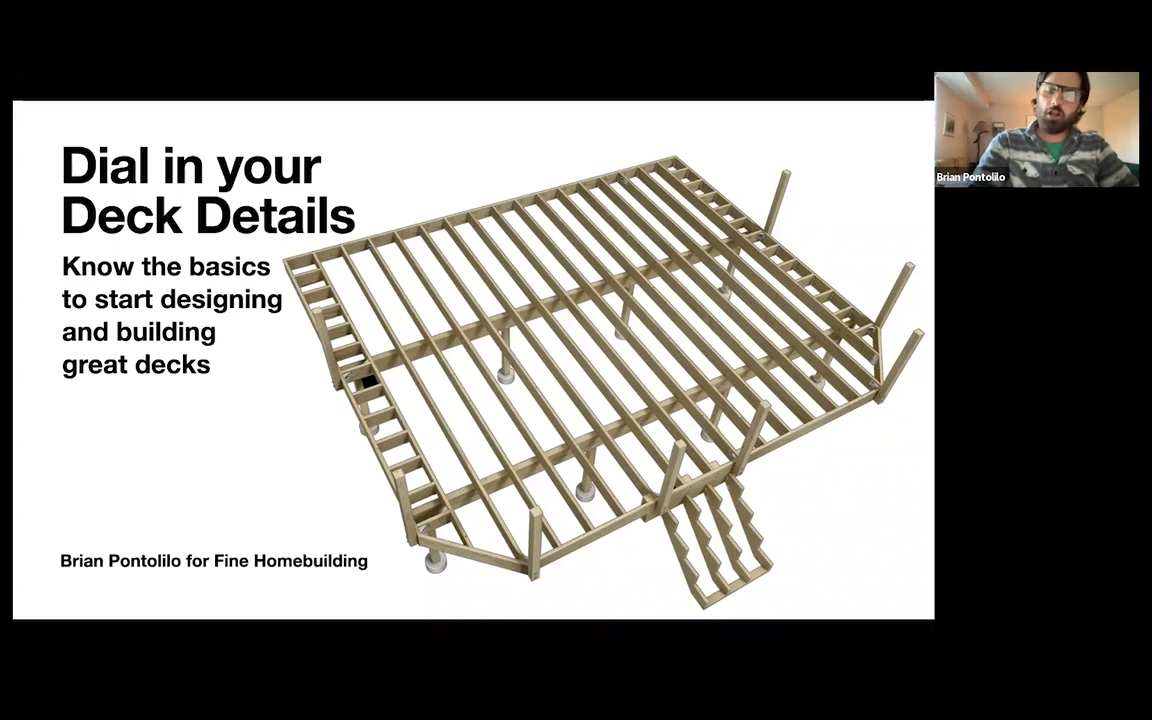 Dial in your
Deck Details
Know the basics
to start designing
and building
great decks
Brian Pontolilo for Fine Homebuilding
Brian Pontolilo